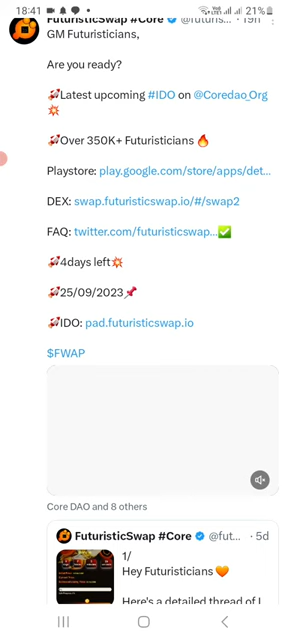 18:41 21%
FuturisticSwap #Core @futuris... · 19h
GM Futuristicians,
Are you ready?
🚀Latest upcoming #IDO on @Coredao_Org
💥
🚀Over 350K+ Futuristicians 🔥
Playstore: play.google.com/store/apps/det...
DEX: swap.futuristicswap.io/#/swap2
FAQ: twitter.com/futuristicswap...✅
🚀4days left💥
🚀25/09/2023📌
🚀IDO: pad.futuristicswap.io
$FWAP
Core DAO and 8 others
FuturisticSwap #Core @fut... · 5d
1/
Hey Futuristicians 🧡
Here's a detailed thread of